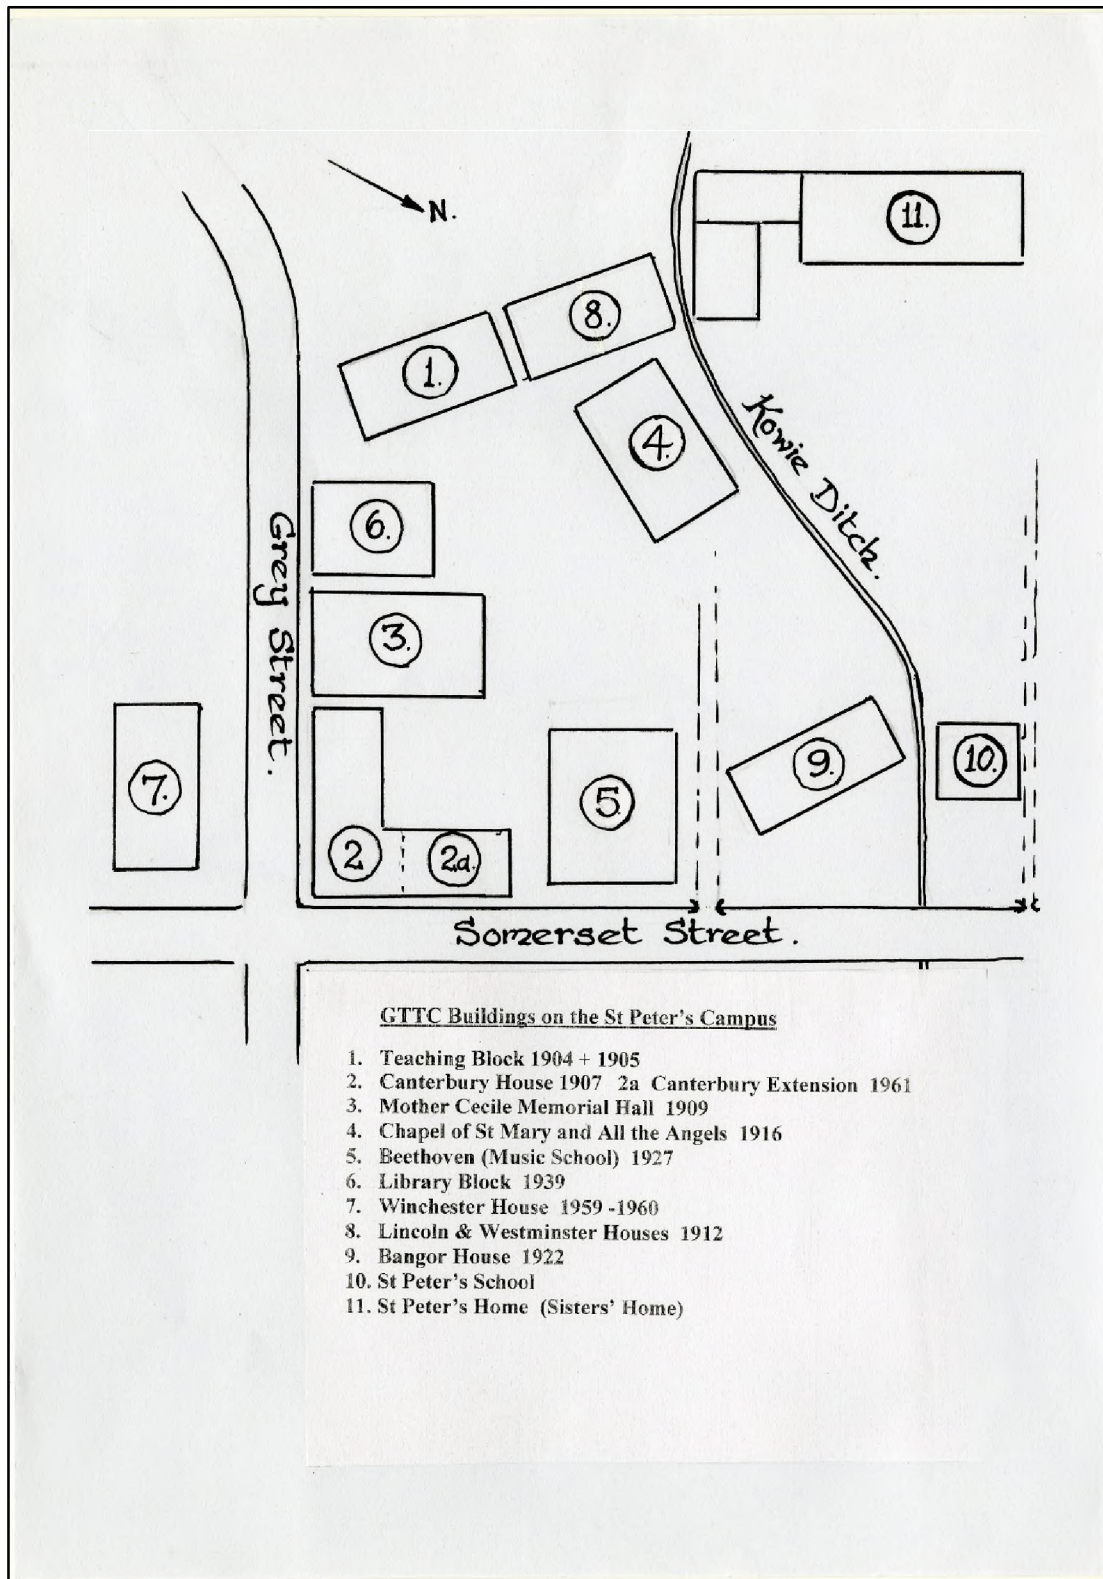 N.
11.
8.
1.
4.
Kowie Ditch.
6.
Grey Street.
3.
7.
2
2a.
5
9.
10.
Somerset Street.
GTTC Buildings on the St Peter's Campus
1. Teaching Block 1904 + 1905
2. Canterbury House 1907 2a Canterbury Extension 1961
3. Mother Cecile Memorial Hall 1909
4. Chapel of St Mary and All the Angels 1916
5. Beethoven (Music School) 1927
6. Library Block 1939
7. Winchester House 1959 -1960
8. Lincoln & Westminster Houses 1912
9. Bangor House 1922
10. St Peter's School
11. St Peter's Home (Sisters' Home)